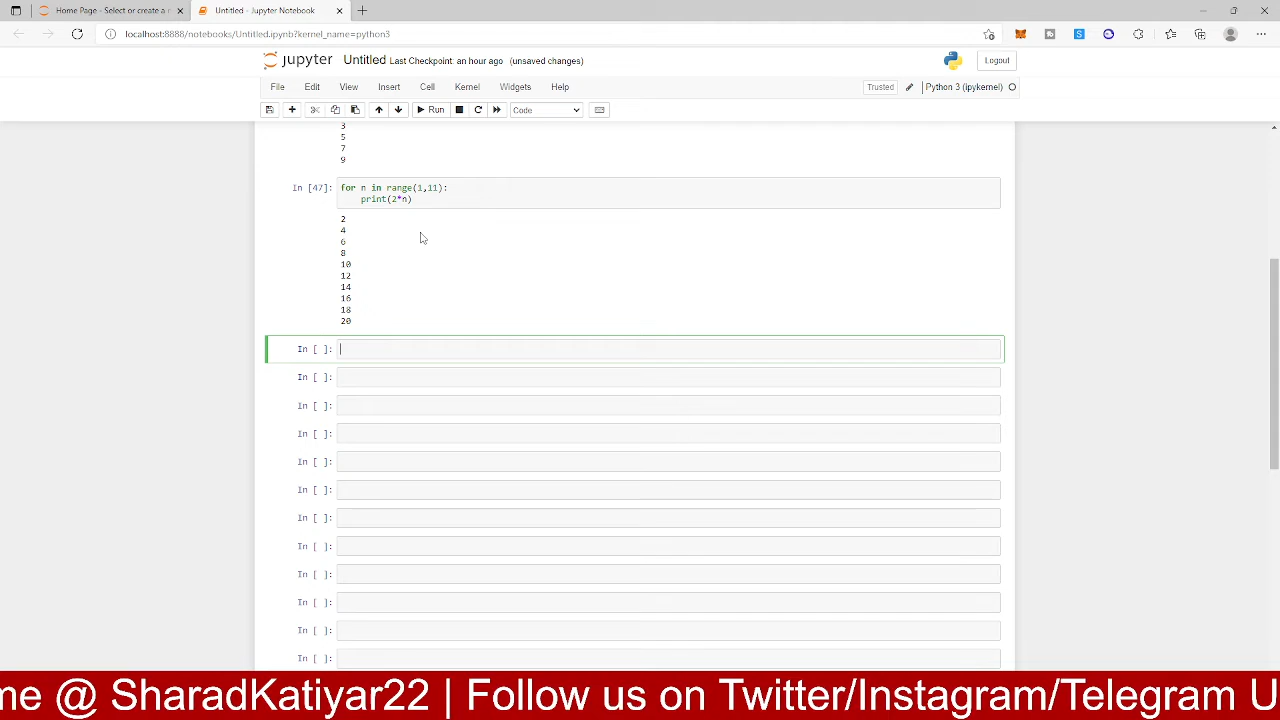 Home Page - Select or create a n
Untitled - Jupyter Notebook
localhost:8888/notebooks/Untitled.ipynb?kernel_name=python3
jupyter Untitled Last Checkpoint: an hour ago (unsaved changes)
Logout
File Edit View Insert Cell Kernel Widgets Help
Trusted
Python 3 (ipykernel)
Run
Code
3
5
7
9
In [47]: for n in range(1,11):
print(2*n)
2
4
6
8
10
12
14
16
18
20
In [ ]:
In [ ]:
In [ ]:
In [ ]:
In [ ]:
In [ ]:
In [ ]:
In [ ]:
In [ ]:
In [ ]:
In [ ]:
In [ ]:
me @ SharadKatiyar22 | Follow us on Twitter/Instagram/Telegram U